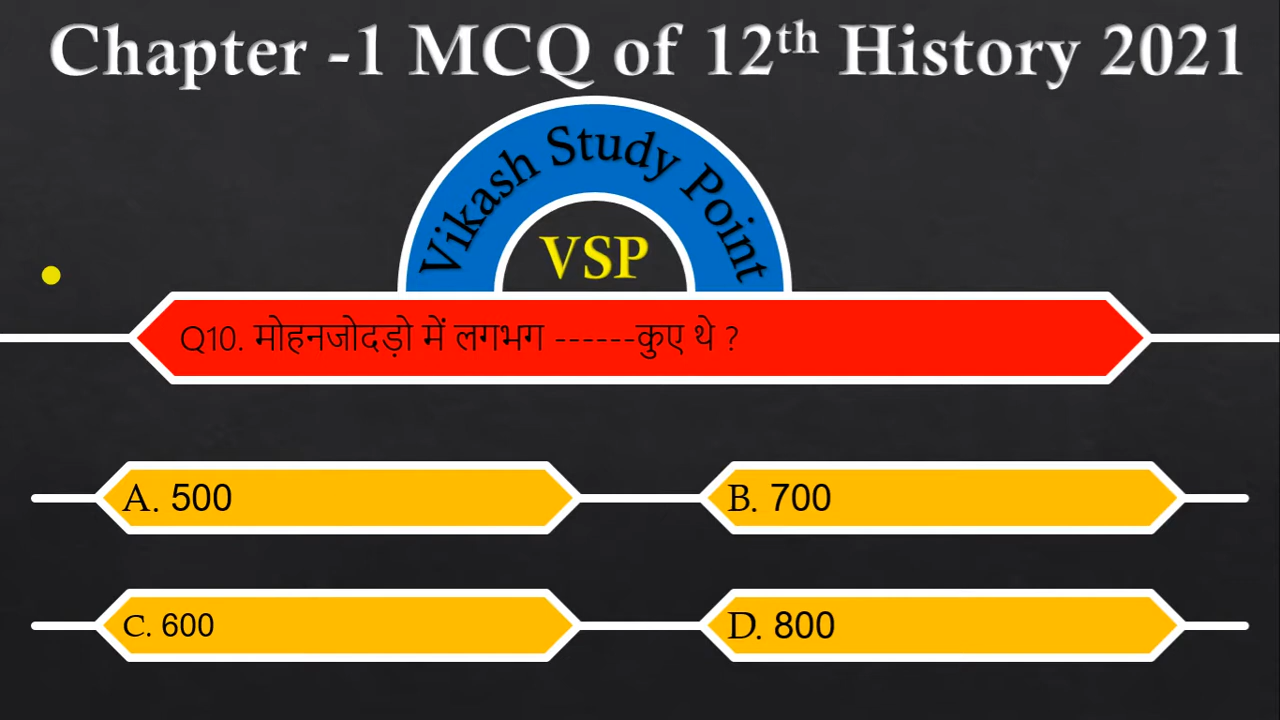 Chapter -1 MCQ of 12th History 2021
Vikash Study Point
VSP
Q10. मोहनजोदड़ो में लगभग ------कुए थे ?
A. 500
B. 700
C. 600
D. 800